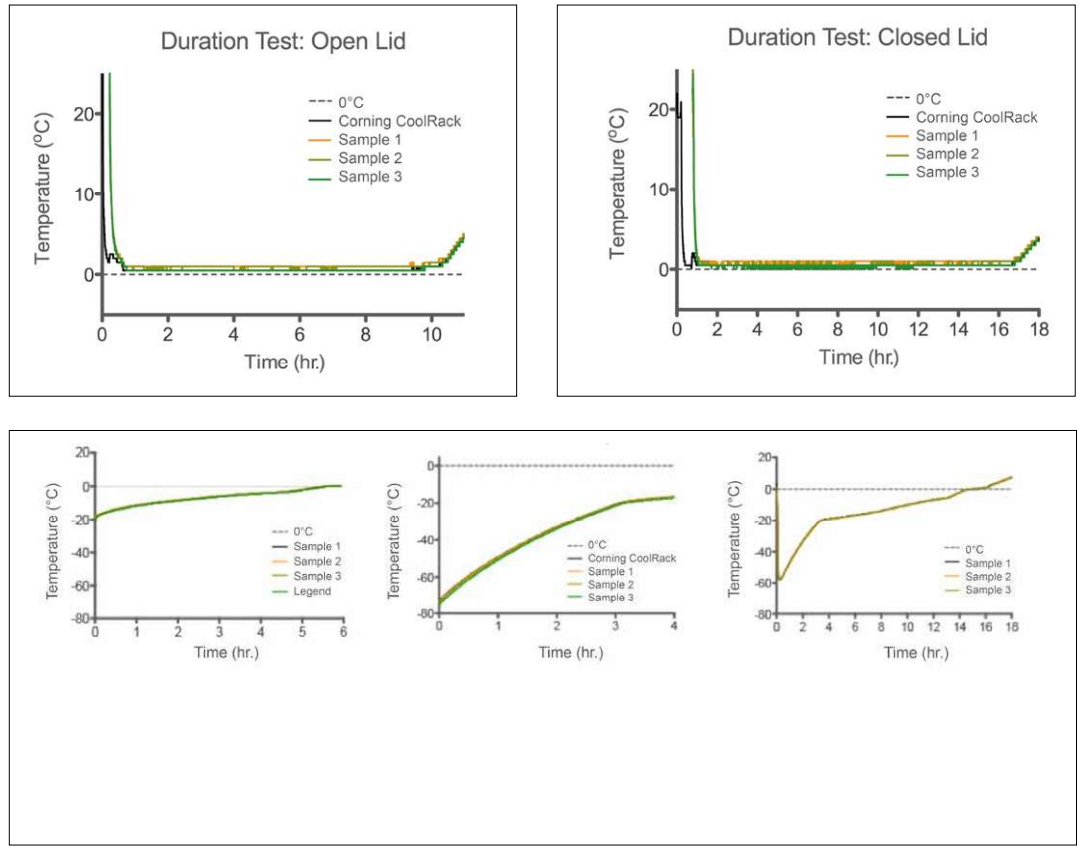 Duration Test: Open Lid
Temperature (ºC)
20
10
0
0°C
Corning CoolRack
Sample 1
Sample 2
Sample 3
0 2 4 6 8 10
Time (hr.)
Duration Test: Closed Lid
Temperature (ºC)
20
10
0
0°C
Corning CoolRack
Sample 1
Sample 2
Sample 3
0 2 4 6 8 10 12 14 16 18
Time (hr.)
Temperature (°C)
20
0
-20
-40
-60
-80
0°C
Sample 1
Sample 2
Sample 3
Legend
0 1 2 3 4 5 6
Time (hr.)
Temperature (°C)
0
-20
-40
-60
-80
0°C
Corning CoolRack
Sample 1
Sample 2
Sample 3
0 1 2 3 4
Time (hr.)
Temperature (°C)
20
0
-20
-40
-60
-80
0°C
Sample 1
Sample 2
Sample 3
0 2 4 6 8 10 12 14 16 18
Time (hr.)